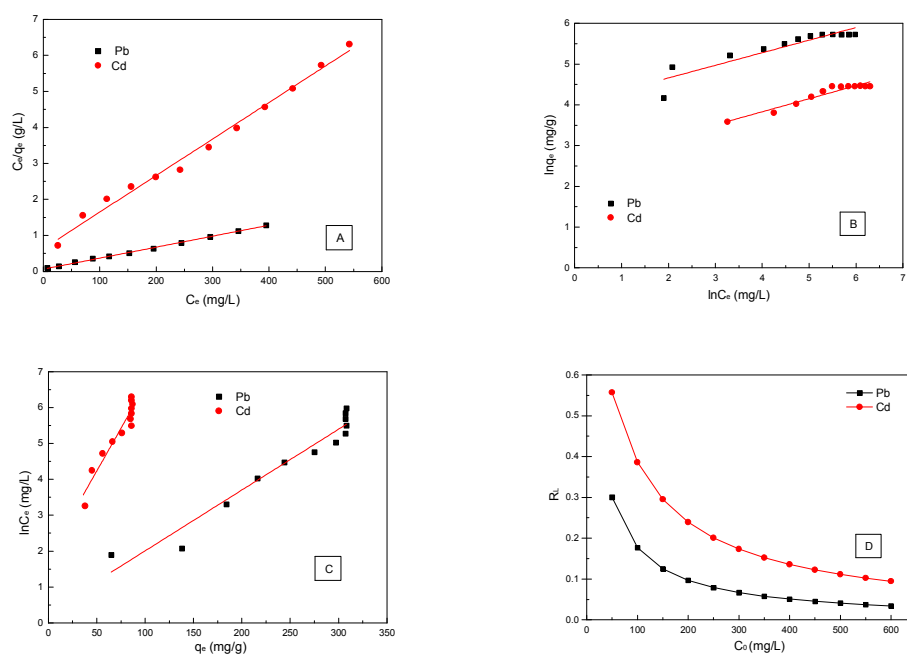 7
6
5
4
3
2
1
0
Pb
Cd
A
Cₑ/qₑ (g/L)
0 100 200 300 400 500 600
Cₑ (mg/L)
6
5
4
3
2
1
0
Pb
Cd
B
lnqₑ (mg/g)
0 1 2 3 4 5 6 7
lnCₑ (mg/L)
7
6
5
4
3
2
1
0
Pb
Cd
C
lnCₑ (mg/L)
0 50 100 150 200 250 300 350
qₑ (mg/g)
0.6
0.5
0.4
0.3
0.2
0.1
0.0
Pb
Cd
D
R_L
0 100 200 300 400 500 600
C₀ (mg/L)